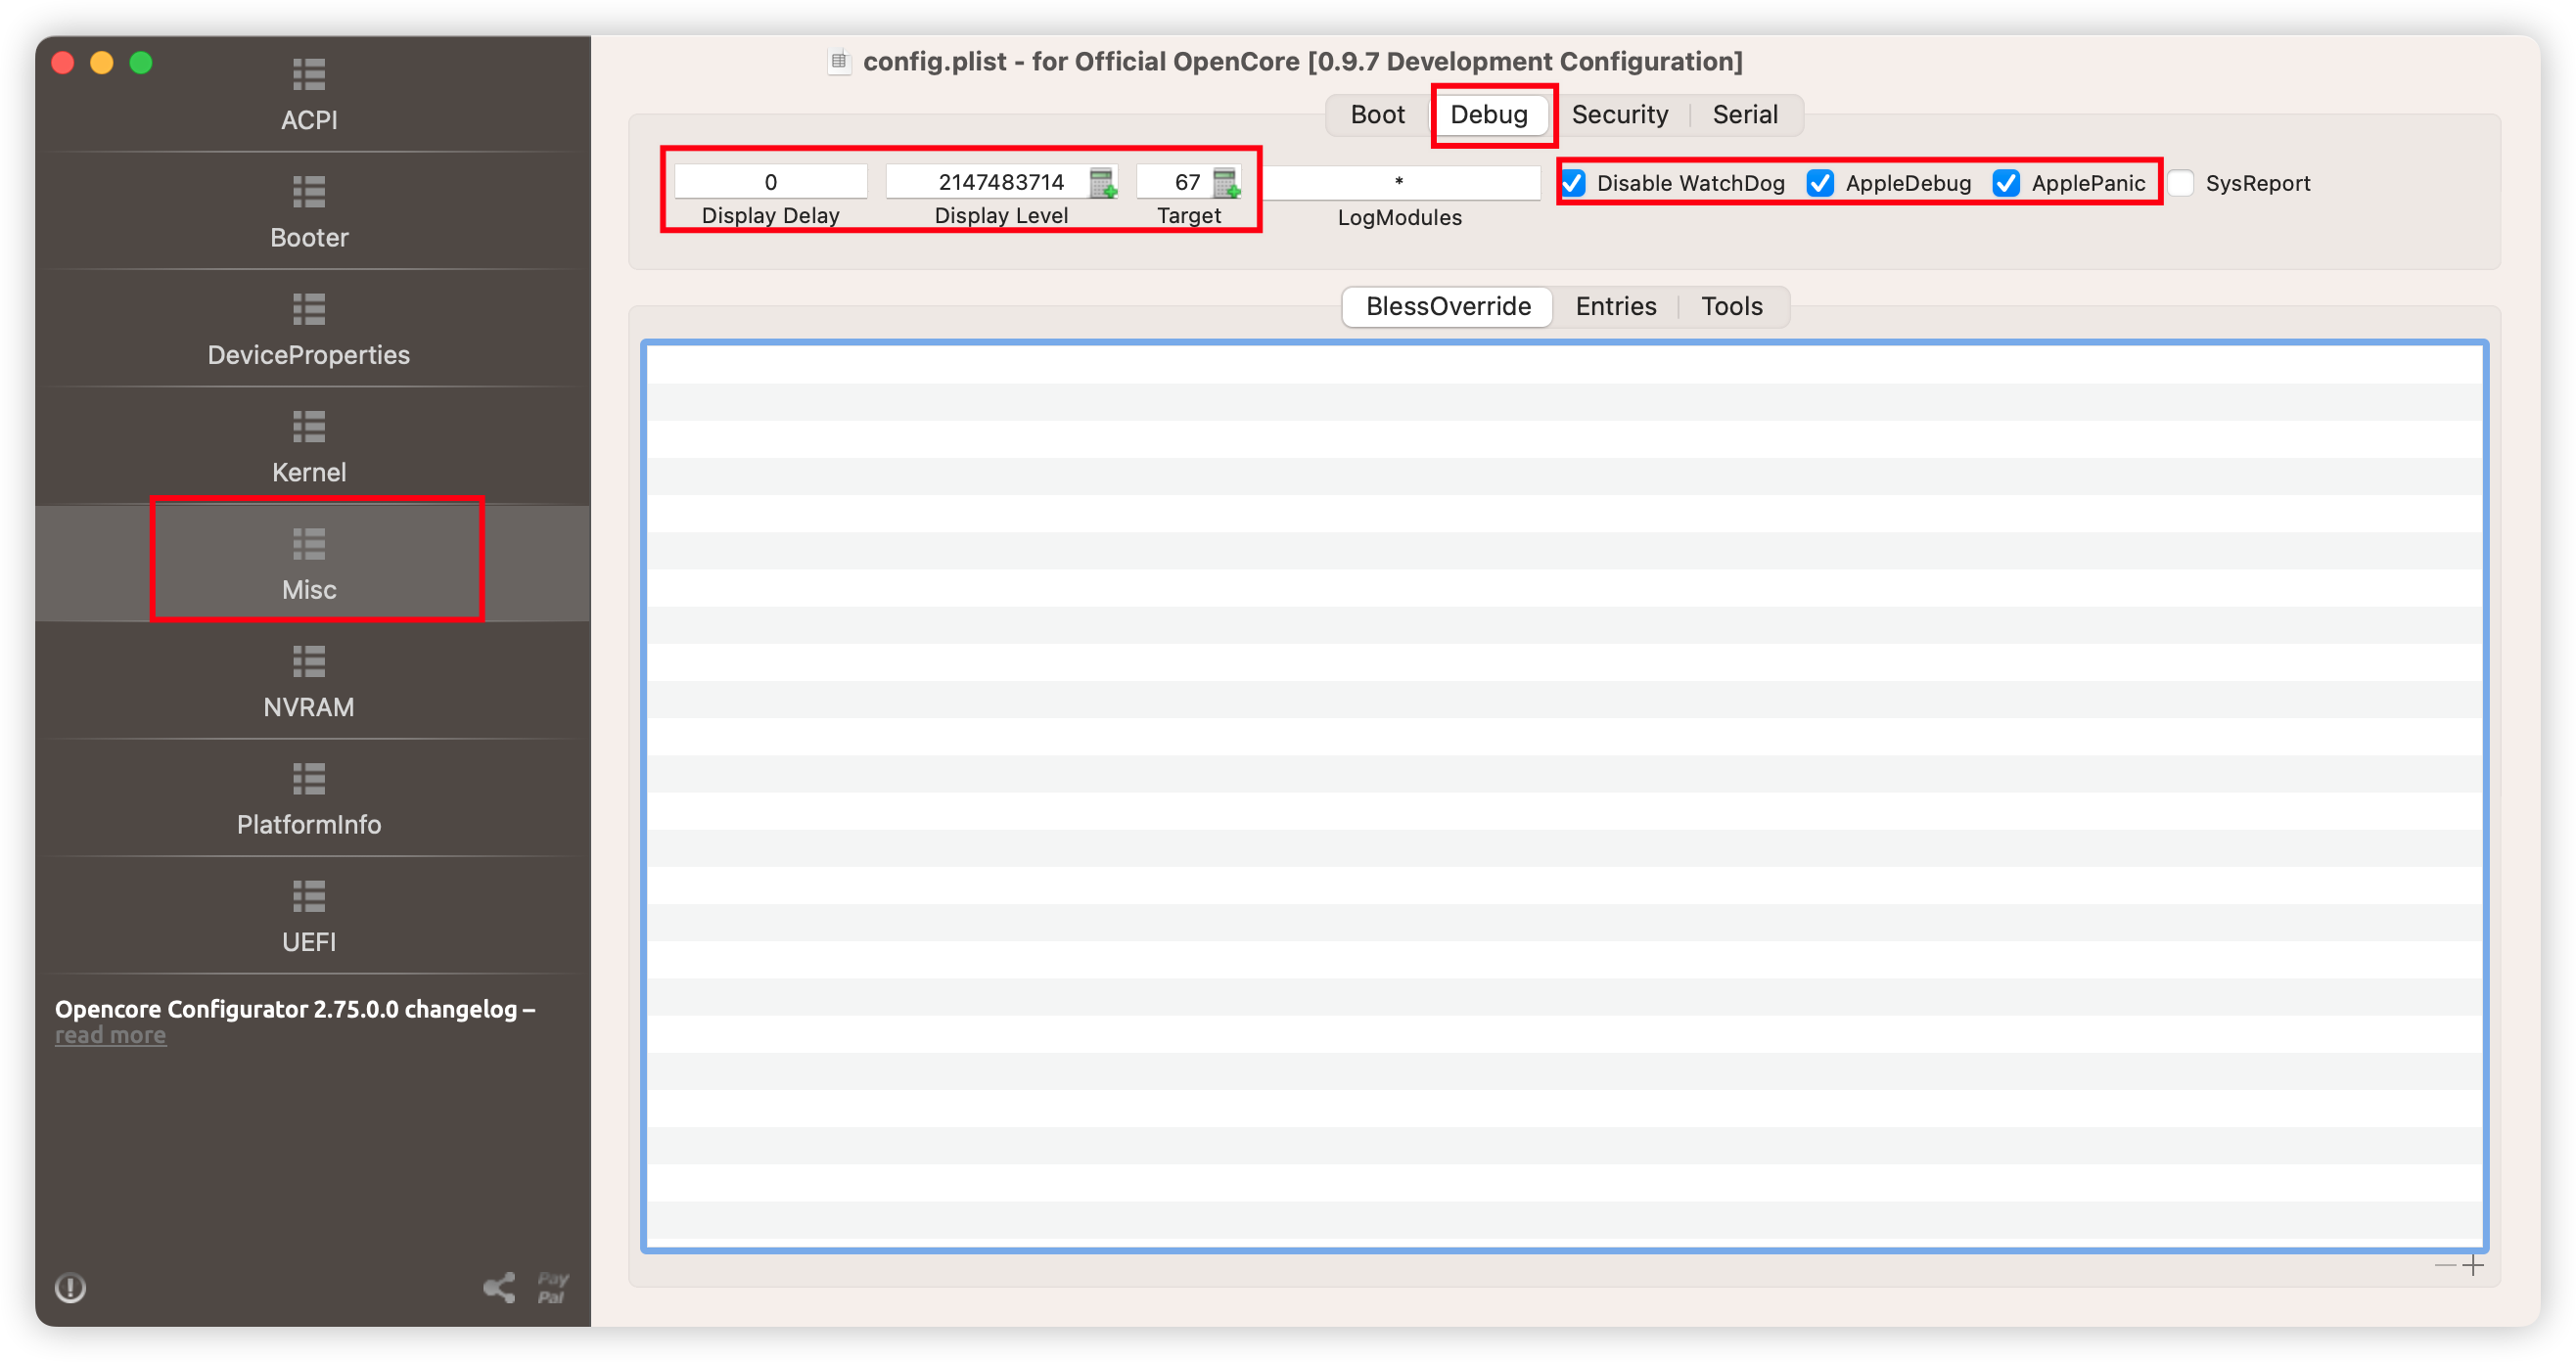 config.plist - for Official OpenCore [0.9.7 Development Configuration]
ACPI
Booter
DeviceProperties
Kernel
Misc
NVRAM
PlatformInfo
UEFI
Opencore Configurator 2.75.0.0 changelog –
read more
Pay
Pal
Boot Debug Security Serial
0 2147483714 67 * Disable WatchDog AppleDebug ApplePanic SysReport
Display Delay Display Level Target LogModules
BlessOverride Entries Tools